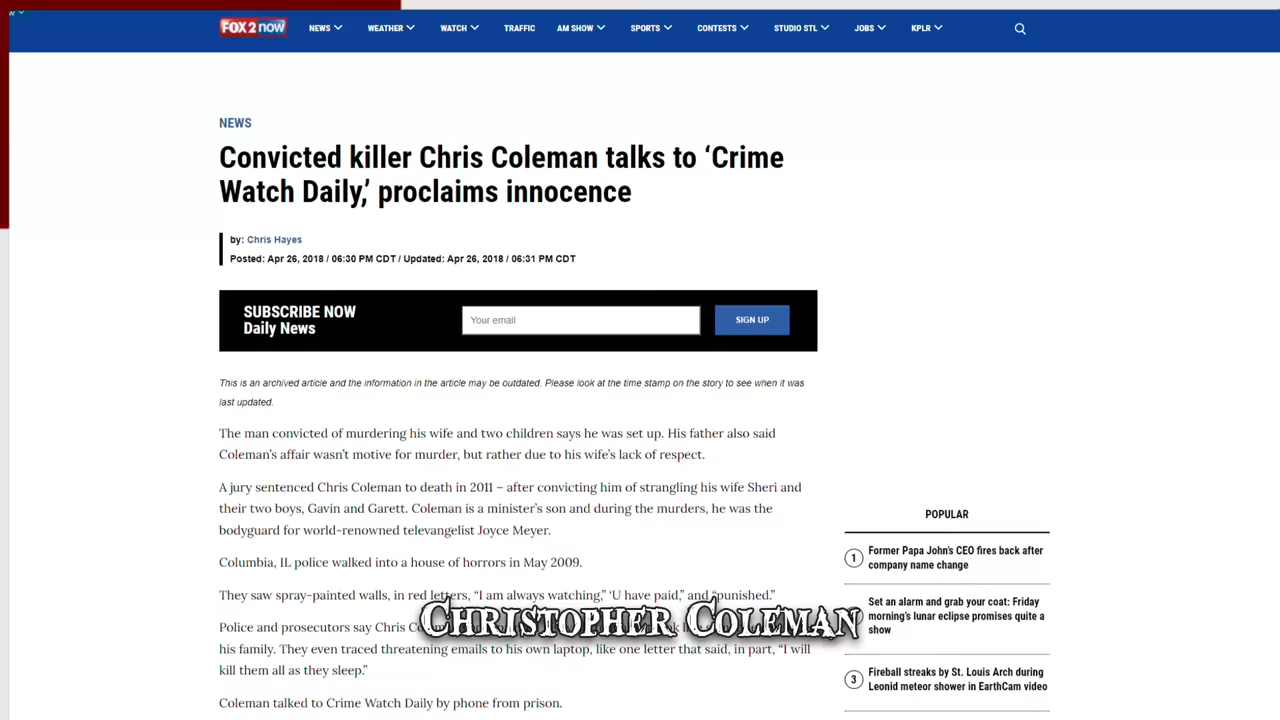 FOX 2 now
NEWS
WEATHER
WATCH
TRAFFIC
AM SHOW
SPORTS
CONTESTS
STUDIO STL
JOBS
KPLR
NEWS
Convicted killer Chris Coleman talks to ‘Crime
Watch Daily,’ proclaims innocence
by: Chris Hayes
Posted: Apr 26, 2018 / 06:30 PM CDT / Updated: Apr 26, 2018 / 06:31 PM CDT
SUBSCRIBE NOW
Daily News
Your email
SIGN UP
This is an archived article and the information in the article may be outdated. Please look at the time stamp on the story to see when it was
last updated.
The man convicted of murdering his wife and two children says he was set up. His father also said
Coleman’s affair wasn’t motive for murder, but rather due to his wife’s lack of respect.
A jury sentenced Chris Coleman to death in 2011 – after convicting him of strangling his wife Sheri and
their two boys, Gavin and Garett. Coleman is a minister’s son and during the murders, he was the
bodyguard for world-renowned televangelist Joyce Meyer.
Columbia, IL police walked into a house of horrors in May 2009.
They saw spray-painted walls, in red letters, “I am always watching,” ‘U have paid,” and “punished.”
Police and prosecutors say Chris
his family. They even traced threatening emails to his own laptop, like one letter that said, in part, “I will
kill them all as they sleep.”
Coleman talked to Crime Watch Daily by phone from prison.
Christopher Coleman
POPULAR
1
Former Papa John’s CEO fires back after
company name change
Set an alarm and grab your coat: Friday
morning’s lunar eclipse promises quite a
show
3
Fireball streaks by St. Louis Arch during
Leonid meteor shower in EarthCam video